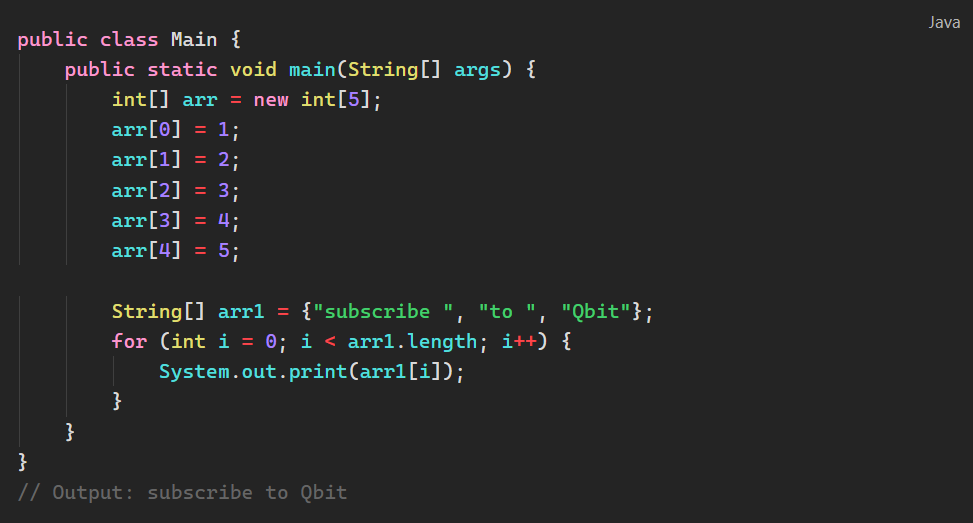 Java
public class Main {
    public static void main(String[] args) {
        int[] arr = new int[5];
        arr[0] = 1;
        arr[1] = 2;
        arr[2] = 3;
        arr[3] = 4;
        arr[4] = 5;

        String[] arr1 = {"subscribe ", "to ", "Qbit"};
        for (int i = 0; i < arr1.length; i++) {
            System.out.print(arr1[i]);
        }
    }
}
// Output: subscribe to Qbit